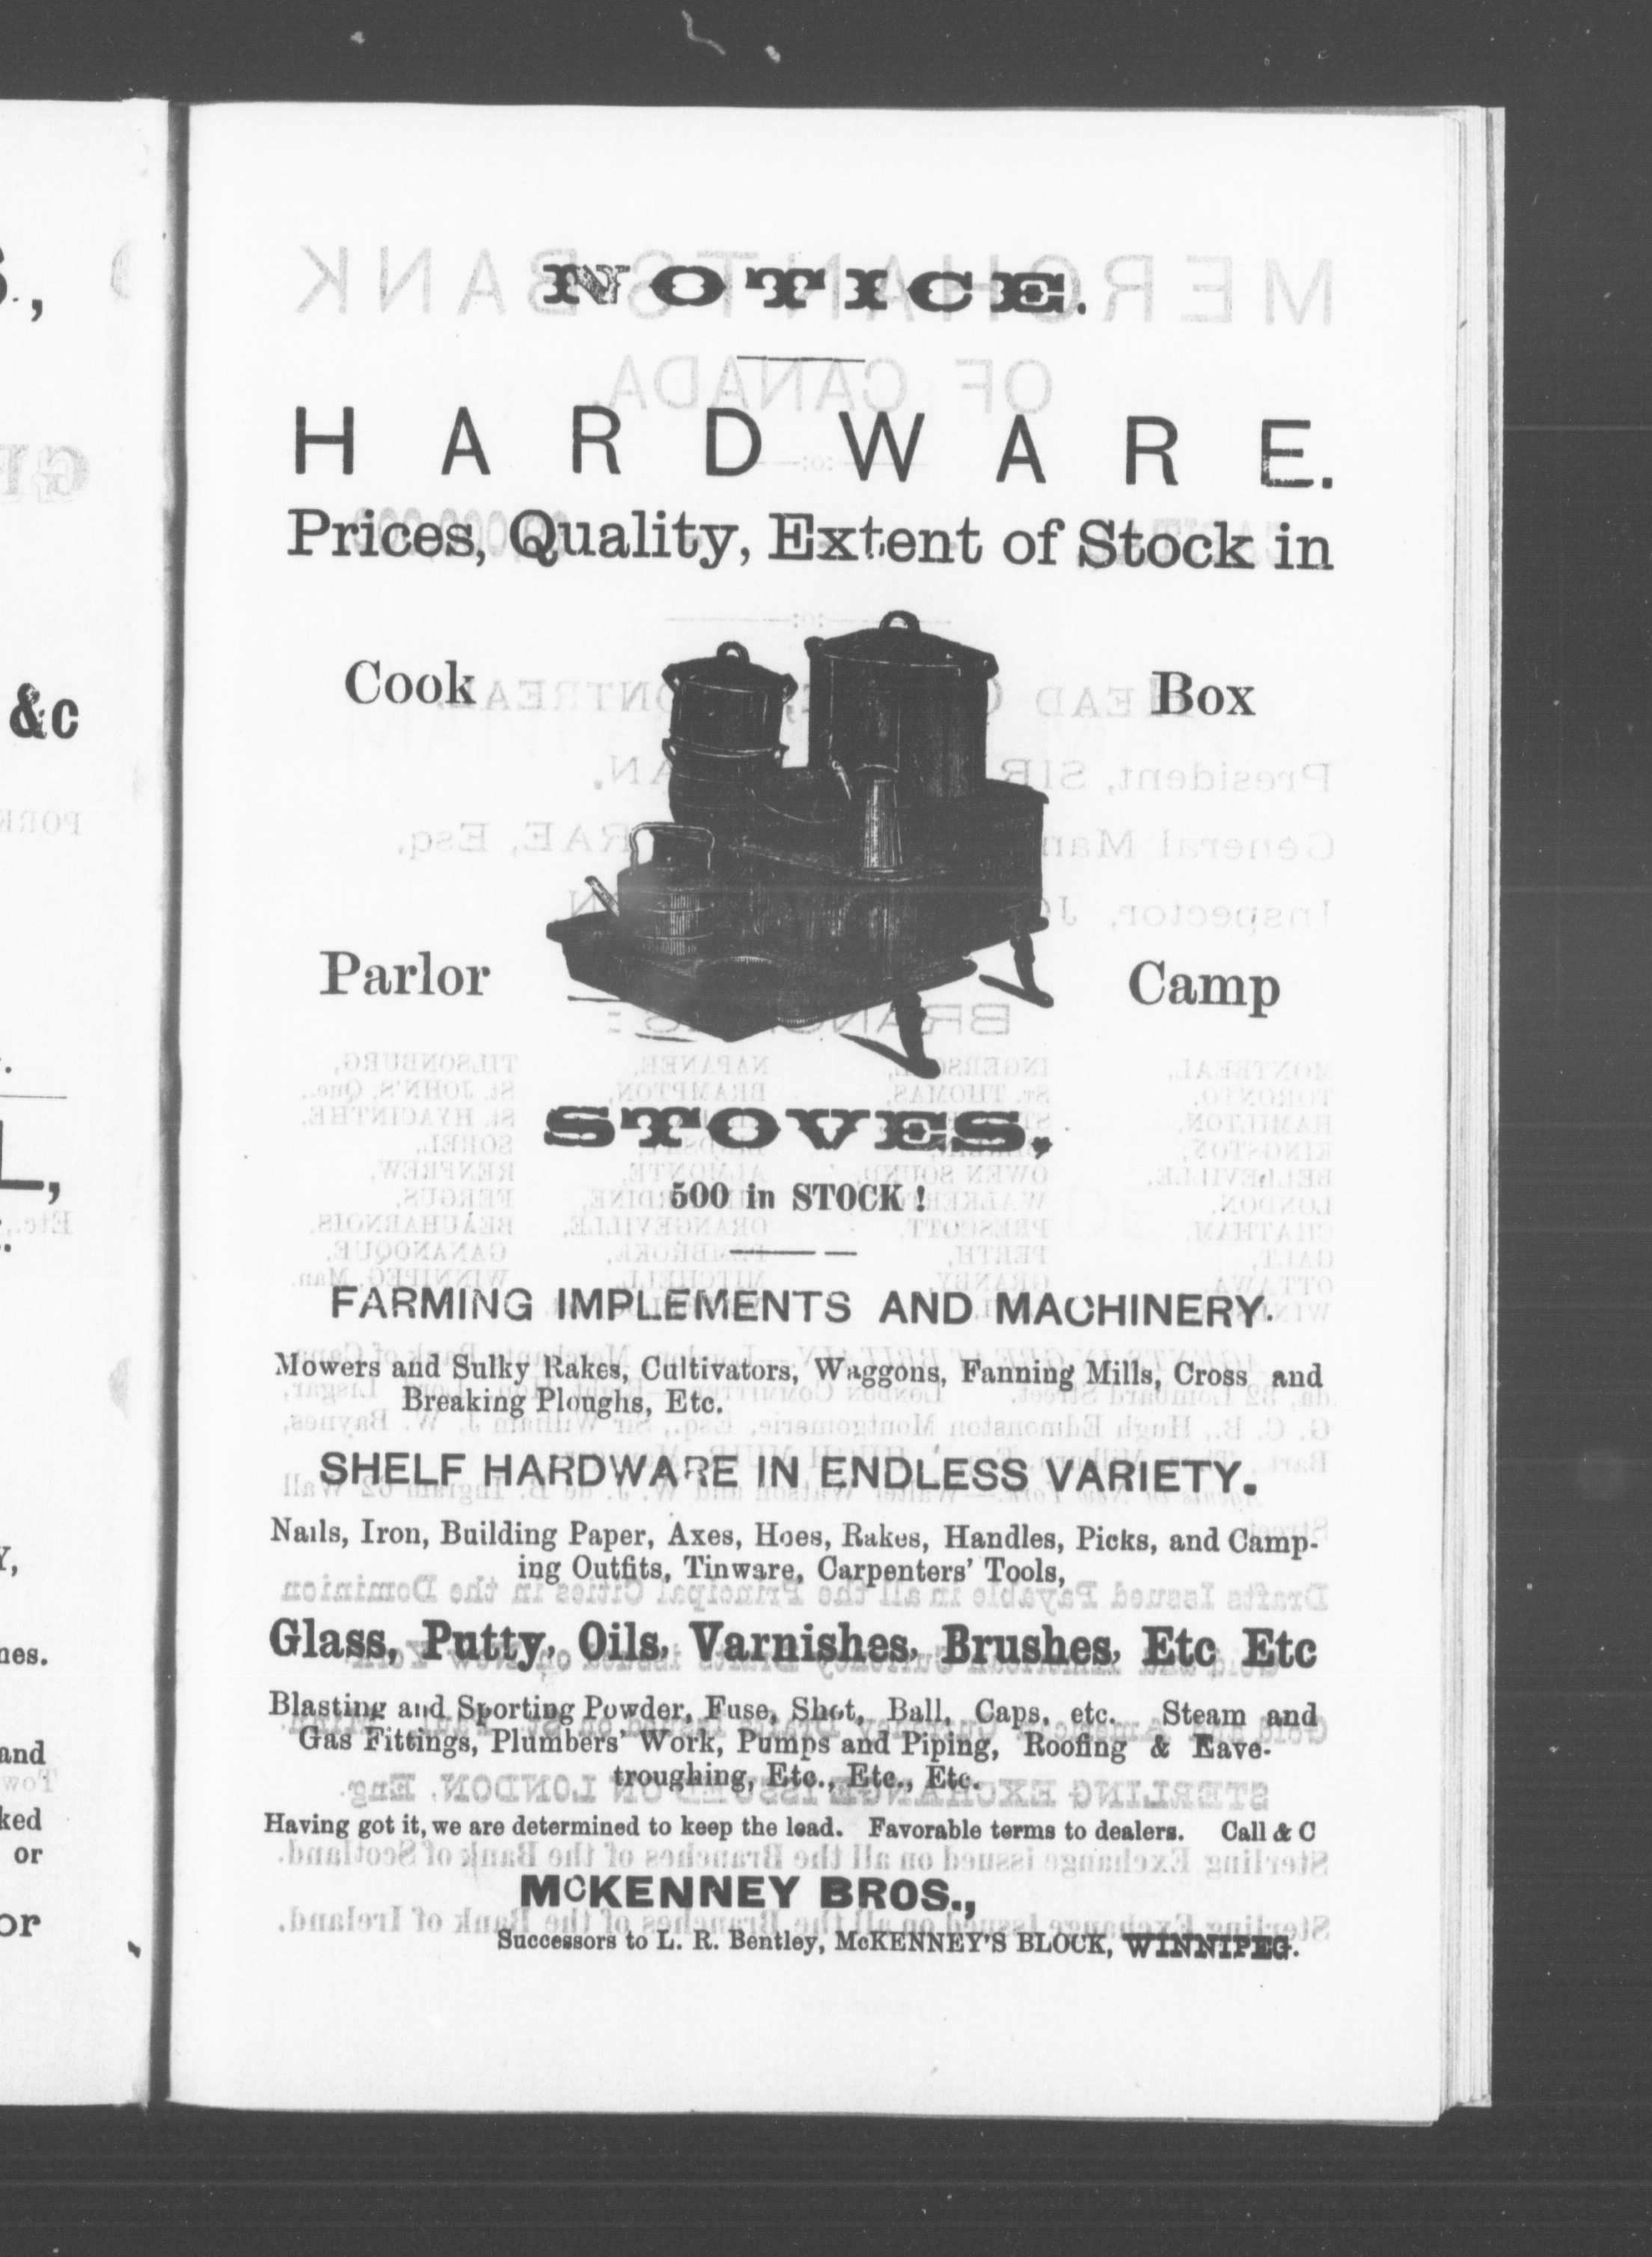 NOTICE.
HARDWARE.
Prices, Quality, Extent of Stock in
Cook
Box
Parlor
Camp
STOVES,
500 in STOCK!
FARMING IMPLEMENTS AND MACHINERY.
Mowers and Sulky Rakes, Cultivators, Waggons, Fanning Mills, Cross and
Breaking Ploughs, Etc.
SHELF HARDWARE IN ENDLESS VARIETY.
Nails, Iron, Building Paper, Axes, Hoes, Rakes, Handles, Picks, and Camp-
ing Outfits, Tinware, Carpenters' Tools,
Glass, Putty, Oils, Varnishes, Brushes, Etc Etc
Blasting and Sporting Powder, Fuse, Shot, Ball, Caps, etc. Steam and
Gas Fittings, Plumbers' Work, Pumps and Piping, Roofing & Eave-
troughing, Etc., Etc., Etc.
Having got it, we are determined to keep the lead. Favorable terms to dealers. Call & C
McKENNEY BROS.,
Successors to L. R. Bentley, McKENNEY'S BLOCK, WINNIPEG.
&c
nes.
and
ked
or
or